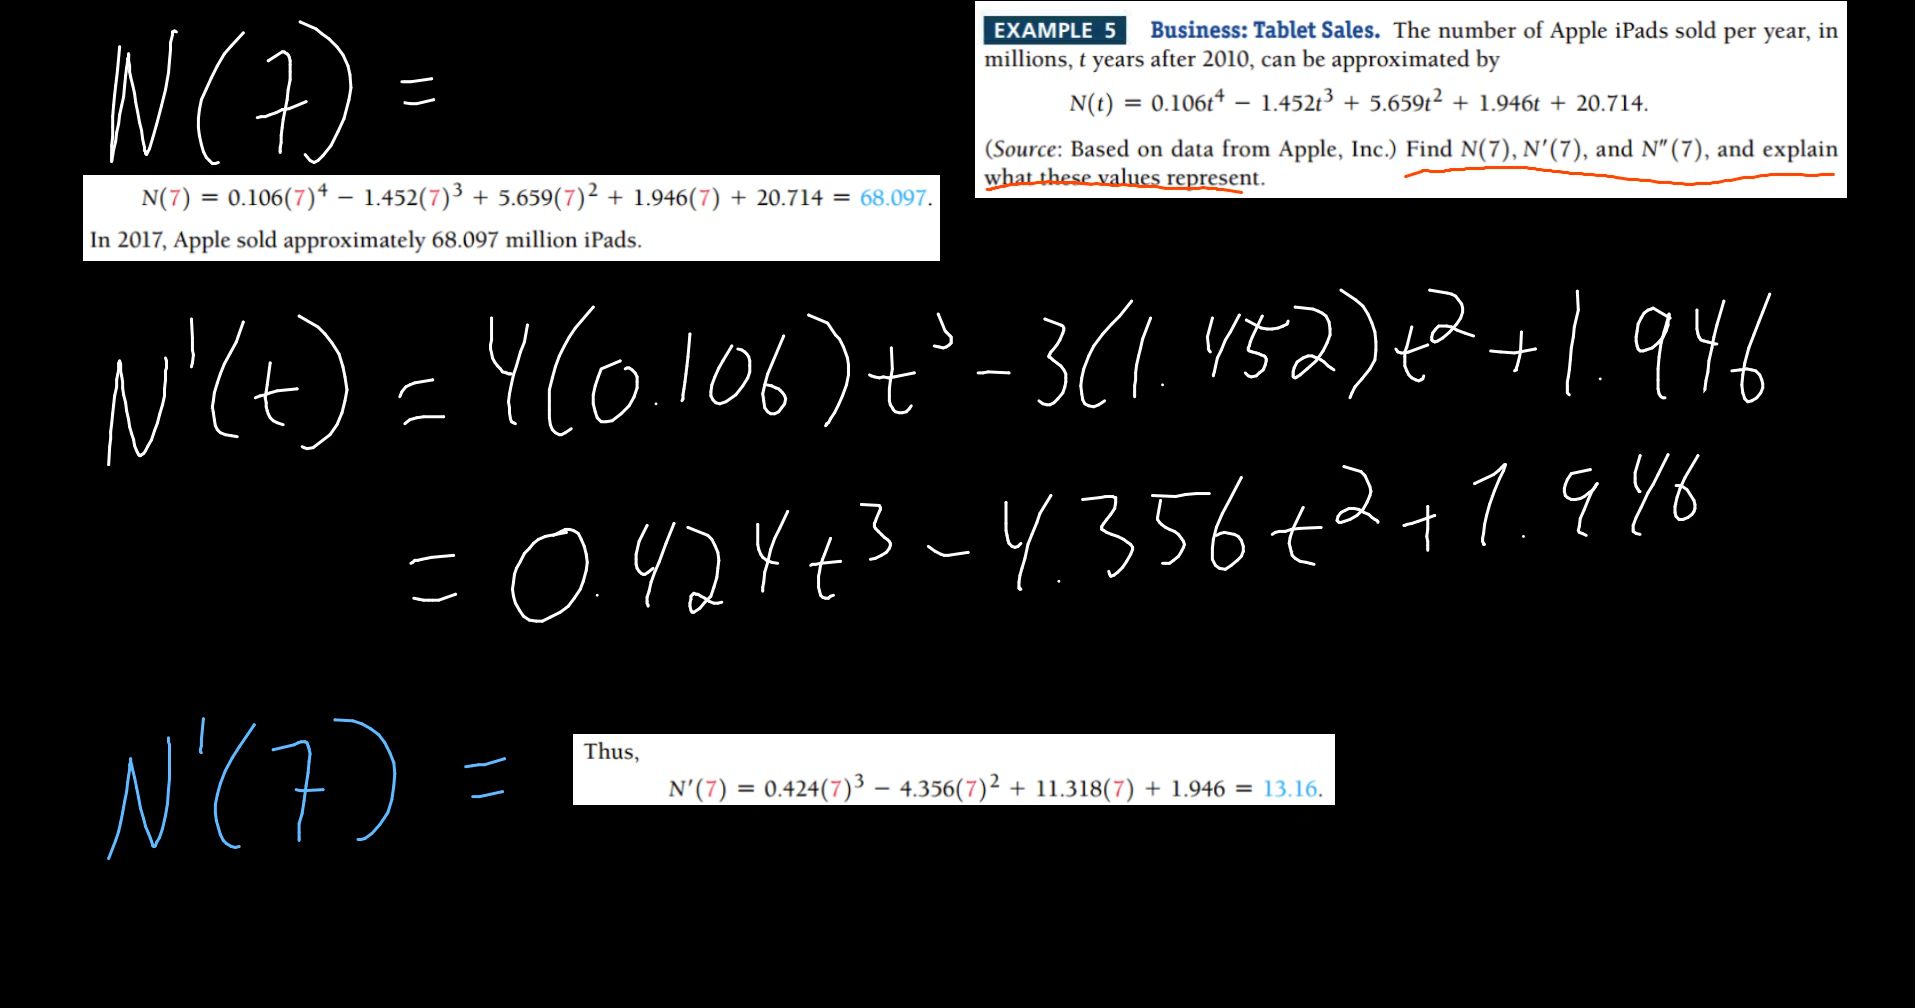 N(7) =
EXAMPLE 5 Business: Tablet Sales. The number of Apple iPads sold per year, in
millions, t years after 2010, can be approximated by
N(t) = 0.106t⁴ − 1.452t³ + 5.659t² + 1.946t + 20.714.
(Source: Based on data from Apple, Inc.) Find N(7), N′(7), and N″(7), and explain
what these values represent.
N(7) = 0.106(7)⁴ − 1.452(7)³ + 5.659(7)² + 1.946(7) + 20.714 = 68.097.
In 2017, Apple sold approximately 68.097 million iPads.
N'(t) = 4(0.106)t³ − 3(1.452)t² + 1.946
= 0.424t³ − 4.356t² + 1.946
N'(7) =
Thus,
N′(7) = 0.424(7)³ − 4.356(7)² + 11.318(7) + 1.946 = 13.16.